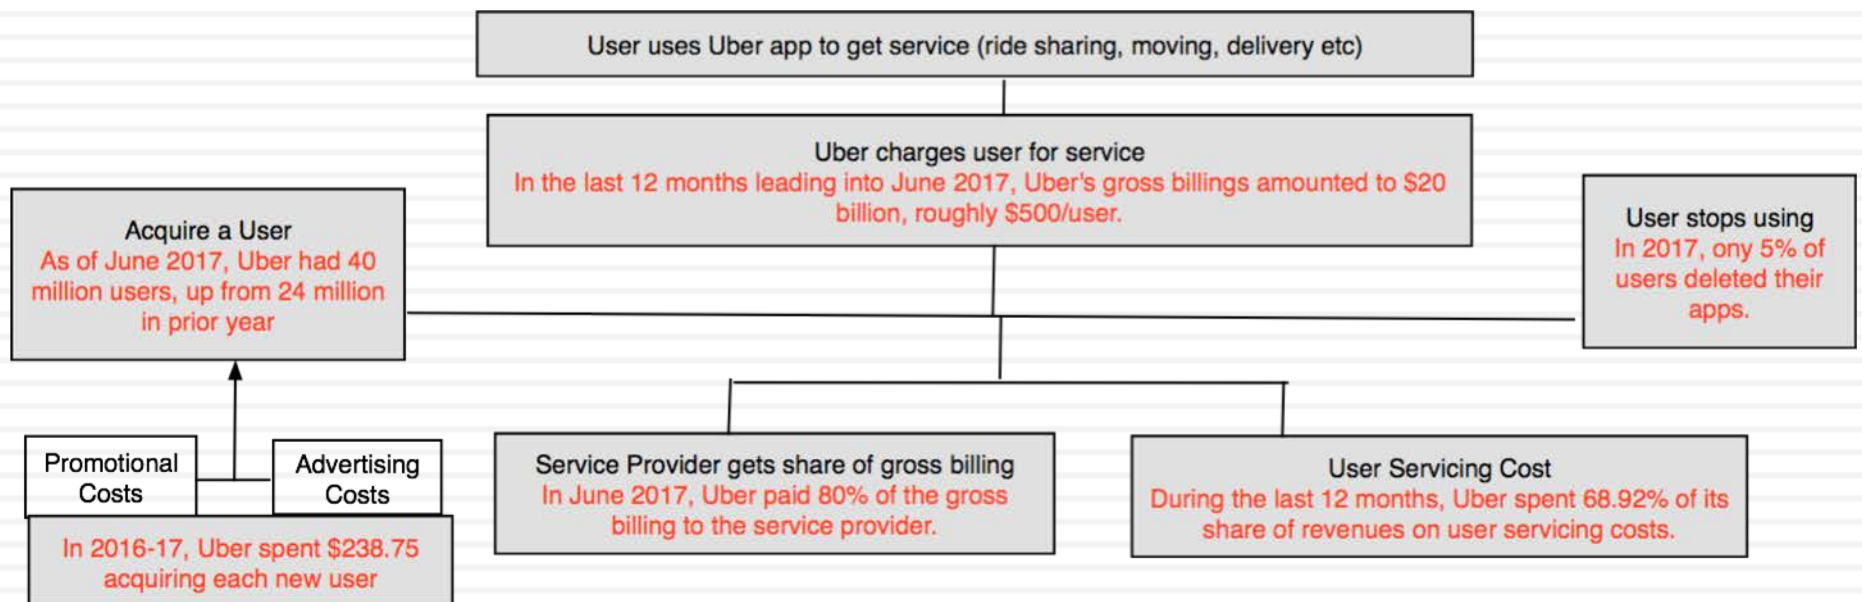 User uses Uber app to get service (ride sharing, moving, delivery etc)
Uber charges user for service
In the last 12 months leading into June 2017, Uber's gross billings amounted to $20
billion, roughly $500/user.
Acquire a User
As of June 2017, Uber had 40
million users, up from 24 million
in prior year
User stops using
In 2017, ony 5% of
users deleted their
apps.
Promotional
Costs
Advertising
Costs
In 2016-17, Uber spent $238.75
acquiring each new user
Service Provider gets share of gross billing
In June 2017, Uber paid 80% of the gross
billing to the service provider.
User Servicing Cost
During the last 12 months, Uber spent 68.92% of its
share of revenues on user servicing costs.